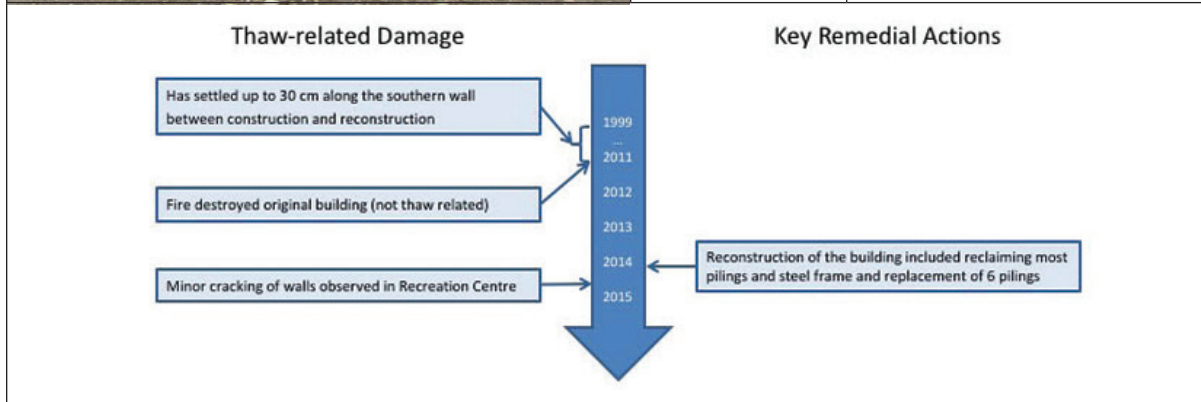 Thaw-related Damage
Key Remedial Actions
Has settled up to 30 cm along the southern wall
between construction and reconstruction
Fire destroyed original building (not thaw related)
Minor cracking of walls observed in Recreation Centre
1999
...
2011
2012
2013
2014
2015
Reconstruction of the building included reclaiming most
pilings and steel frame and replacement of 6 pilings